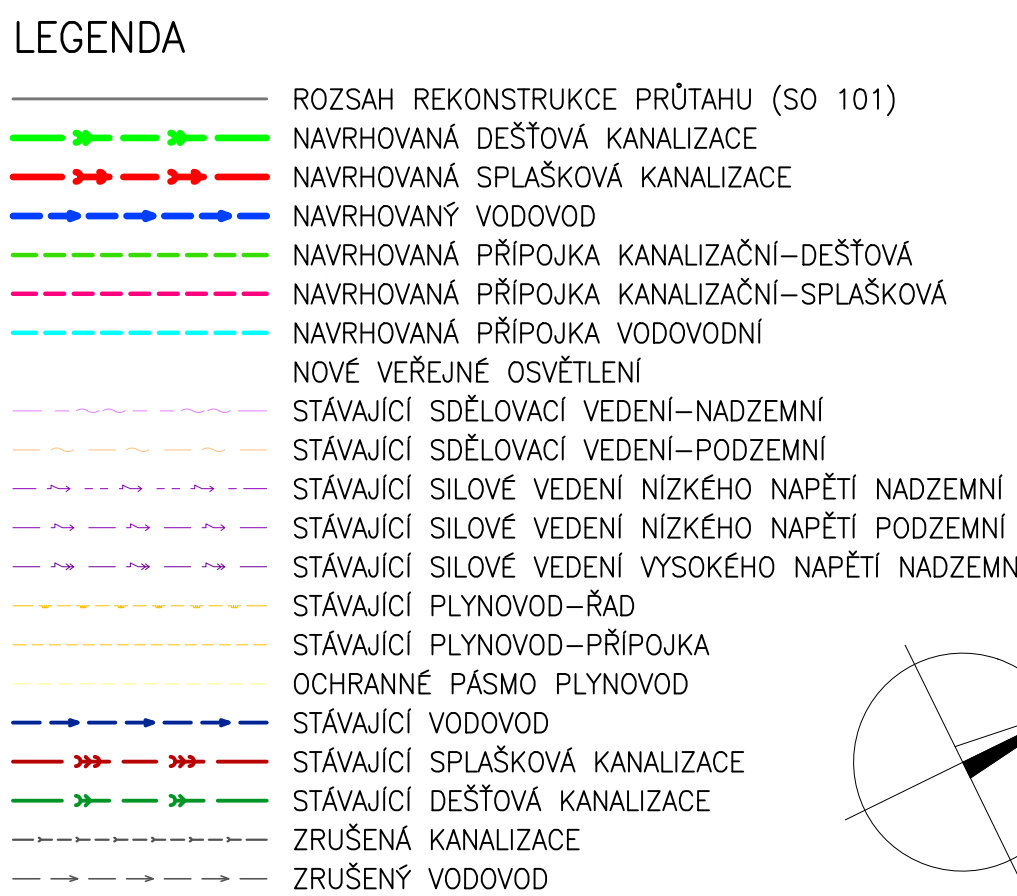 LEGENDA
ROZSAH REKONSTRUKCE PRŮTAHU (SO 101)
NAVRHOVANÁ DEŠŤOVÁ KANALIZACE
NAVRHOVANÁ SPLAŠKOVÁ KANALIZACE
NAVRHOVANÝ VODOVOD
NAVRHOVANÁ PŘÍPOJKA KANALIZAČNÍ-DEŠŤOVÁ
NAVRHOVANÁ PŘÍPOJKA KANALIZAČNÍ-SPLAŠKOVÁ
NAVRHOVANÁ PŘÍPOJKA VODOVODNÍ
NOVÉ VEŘEJNÉ OSVĚTLENÍ
STÁVAJÍCÍ SDĚLOVACÍ VEDENÍ-NADZEMNÍ
STÁVAJÍCÍ SDĚLOVACÍ VEDENÍ-PODZEMNÍ
STÁVAJÍCÍ SILOVÉ VEDENÍ NÍZKÉHO NAPĚTÍ NADZEMNÍ
STÁVAJÍCÍ SILOVÉ VEDENÍ NÍZKÉHO NAPĚTÍ PODZEMNÍ
STÁVAJÍCÍ SILOVÉ VEDENÍ VYSOKÉHO NAPĚTÍ NADZEMN
STÁVAJÍCÍ PLYNOVOD-ŘAD
STÁVAJÍCÍ PLYNOVOD-PŘÍPOJKA
OCHRANNÉ PÁSMO PLYNOVOD
STÁVAJÍCÍ VODOVOD
STÁVAJÍCÍ SPLAŠKOVÁ KANALIZACE
STÁVAJÍCÍ DEŠŤOVÁ KANALIZACE
ZRUŠENÁ KANALIZACE
ZRUŠENÝ VODOVOD